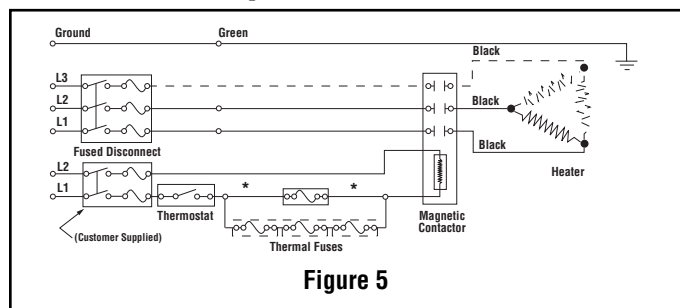 Ground
Green
Black
L3
L2
Black
L1
Black
Fused Disconnect
Heater
L2
L1
*
*
Thermostat
Magnetic
Contactor
(Customer Supplied)
Thermal Fuses
Figure 5